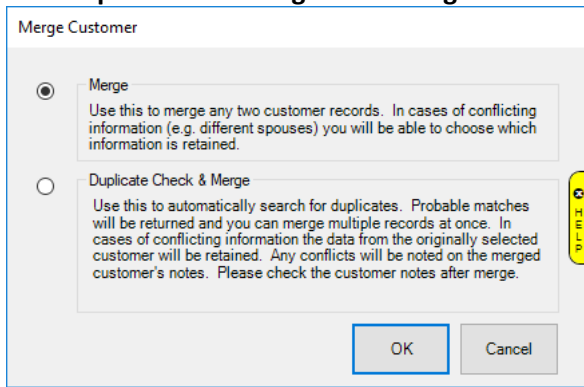 Merge Customer
Merge
Use this to merge any two customer records. In cases of conflicting
information (e.g. different spouses) you will be able to choose which
information is retained.
Duplicate Check & Merge
Use this to automatically search for duplicates. Probable matches
will be returned and you can merge multiple records at once. In
cases of conflicting information the data from the originally selected
customer will be retained. Any conflicts will be noted on the merged
customer's notes. Please check the customer notes after merge.
HELP
OK
Cancel